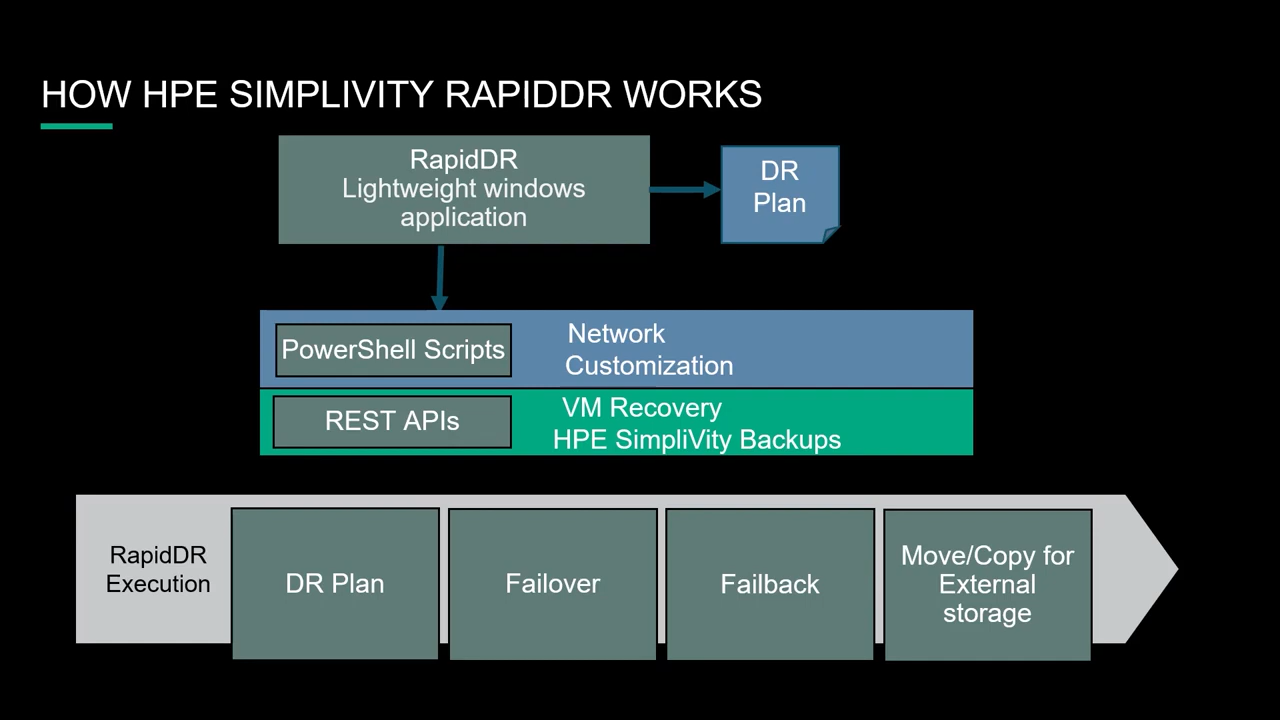 HOW HPE SIMPLIVITY RAPIDDR WORKS
RapidDR
Lightweight windows
application
DR
Plan
PowerShell Scripts
Network
Customization
REST APIs
VM Recovery
HPE SimpliVity Backups
RapidDR
Execution
DR Plan
Failover
Failback
Move/Copy for
External
storage